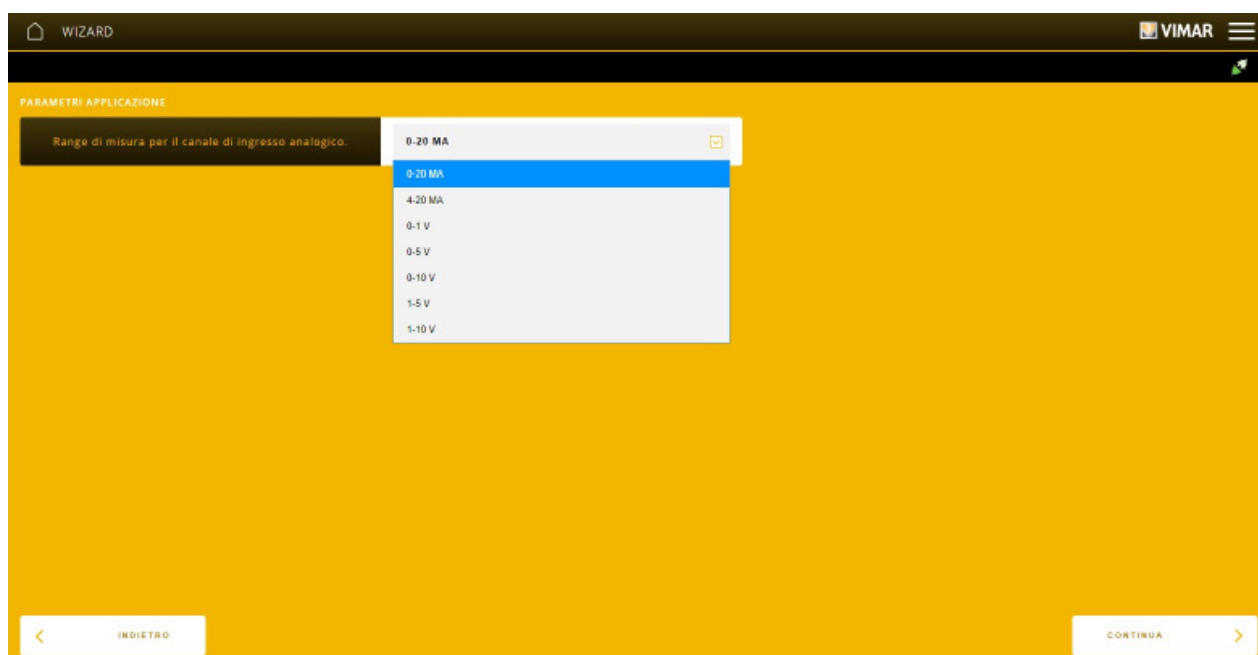 WIZARD
VIMAR
PARAMETRI APPLICAZIONE
Range di misura per il canale di ingresso analogico.
0-20 MA
0-20 MA
4-20 MA
0-1 V
0-5 V
0-10 V
1-5 V
1-10 V
INDIETRO
CONTINUA